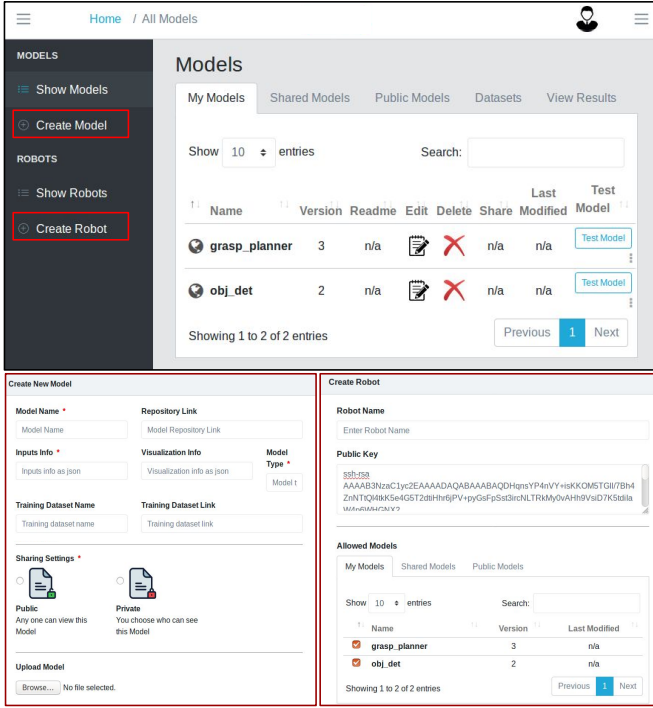 Home / All Models
MODELS
Show Models
Create Model
ROBOTS
Show Robots
Create Robot
Models
My Models Shared Models Public Models Datasets View Results
Show 10 entries Search:
Name Version Readme Edit Delete Share Last Modified Test Model
grasp_planner 3 n/a n/a n/a Test Model
obj_det 2 n/a n/a n/a Test Model
Showing 1 to 2 of 2 entries Previous 1 Next
Create New Model
Model Name * Repository Link
Model Name Model Repository Link
Inputs Info * Visualization Info Model Type *
Inputs info as json Visualization info as json Model t
Training Dataset Name Training Dataset Link
Training dataset name Training dataset link
Sharing Settings *
Public Private
Any one can view this Model You choose who can see this Model
Upload Model
Browse... No file selected.
Create Robot
Robot Name
Enter Robot Name
Public Key
ssh-rsa
Allowed Models
My Models Shared Models Public Models
Show 10 entries Search:
Name Version Last Modified
grasp_planner 3 n/a
obj_det 2 n/a
Showing 1 to 2 of 2 entries Previous 1 Next